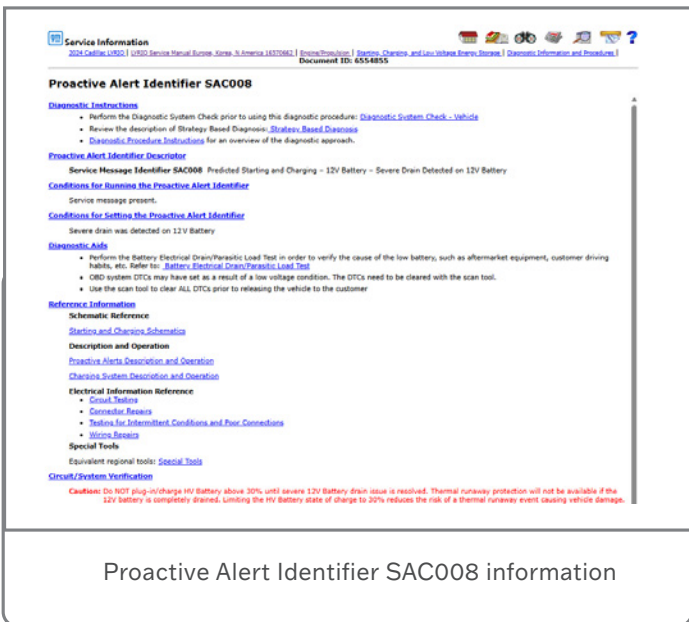 Service Information
2024 Cadillac LYRIQ | LYRIQ Service Manual Europe, Korea, N America 16570662 | Engine/Propulsion | Starting, Charging, and Low Voltage Energy Storage | Diagnostic Information and Procedures |
Document ID: 6554855
Proactive Alert Identifier SAC008
Diagnostic Instructions
• Perform the Diagnostic System Check prior to using this diagnostic procedure: Diagnostic System Check - Vehicle
• Review the description of Strategy Based Diagnosis: Strategy Based Diagnosis
• Diagnostic Procedure Instructions for an overview of the diagnostic approach.
Proactive Alert Identifier Descriptor
Service Message Identifier SAC008 Predicted Starting and Charging – 12V Battery – Severe Drain Detected on 12V Battery
Conditions for Running the Proactive Alert Identifier
Service message present.
Conditions for Setting the Proactive Alert Identifier
Severe drain was detected on 12 V Battery
Diagnostic Aids
• Perform the Battery Electrical Drain/Parasitic Load Test in order to verify the cause of the low battery, such as aftermarket equipment, customer driving
habits, etc. Refer to: Battery Electrical Drain/Parasitic Load Test
• OBD system DTCs may have set as a result of a low voltage condition. The DTCs need to be cleared with the scan tool.
• Use the scan tool to clear ALL DTCs prior to releasing the vehicle to the customer
Reference Information
Schematic Reference
Starting and Charging Schematics
Description and Operation
Proactive Alerts Description and Operation
Charging System Description and Operation
Electrical Information Reference
• Circuit Testing
• Connector Repairs
• Testing for Intermittent Conditions and Poor Connections
• Wiring Repairs
Special Tools
Equivalent regional tools: Special Tools
Circuit/System Verification
Caution: Do NOT plug-in/charge HV Battery above 30% until severe 12V Battery drain issue is resolved. Thermal runaway protection will not be available if the
12V battery is completely drained. Limiting the HV Battery state of charge to 30% reduces the risk of a thermal runaway event causing vehicle damage.
Proactive Alert Identifier SAC008 information